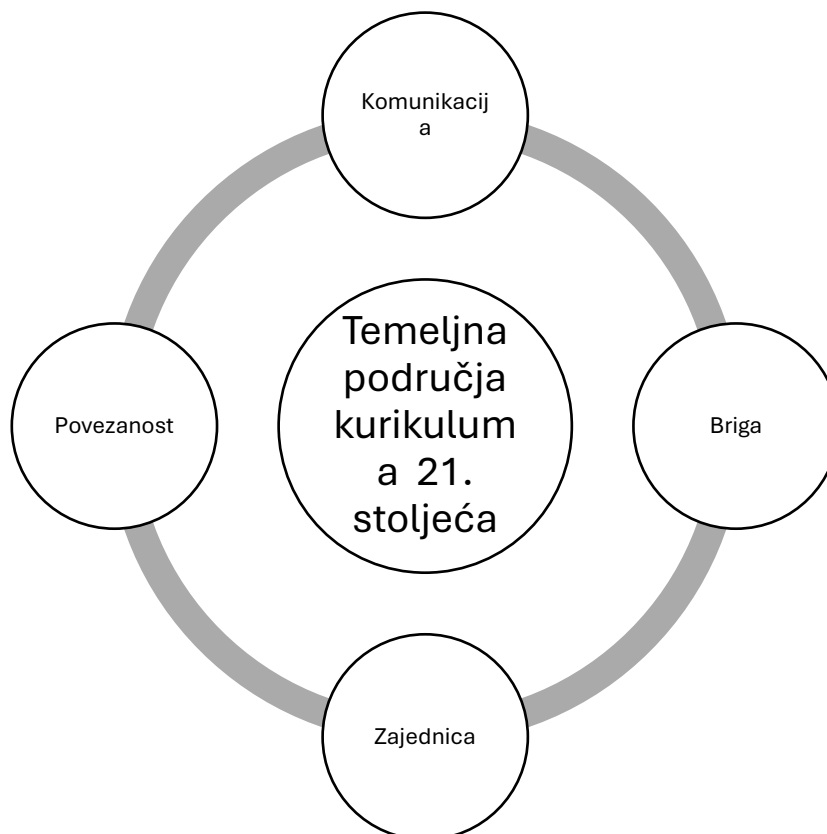 Komunikacij
a
Temeljna
područja
kurikulum
a 21.
stoljeća
Povezanost
Briga
Zajednica